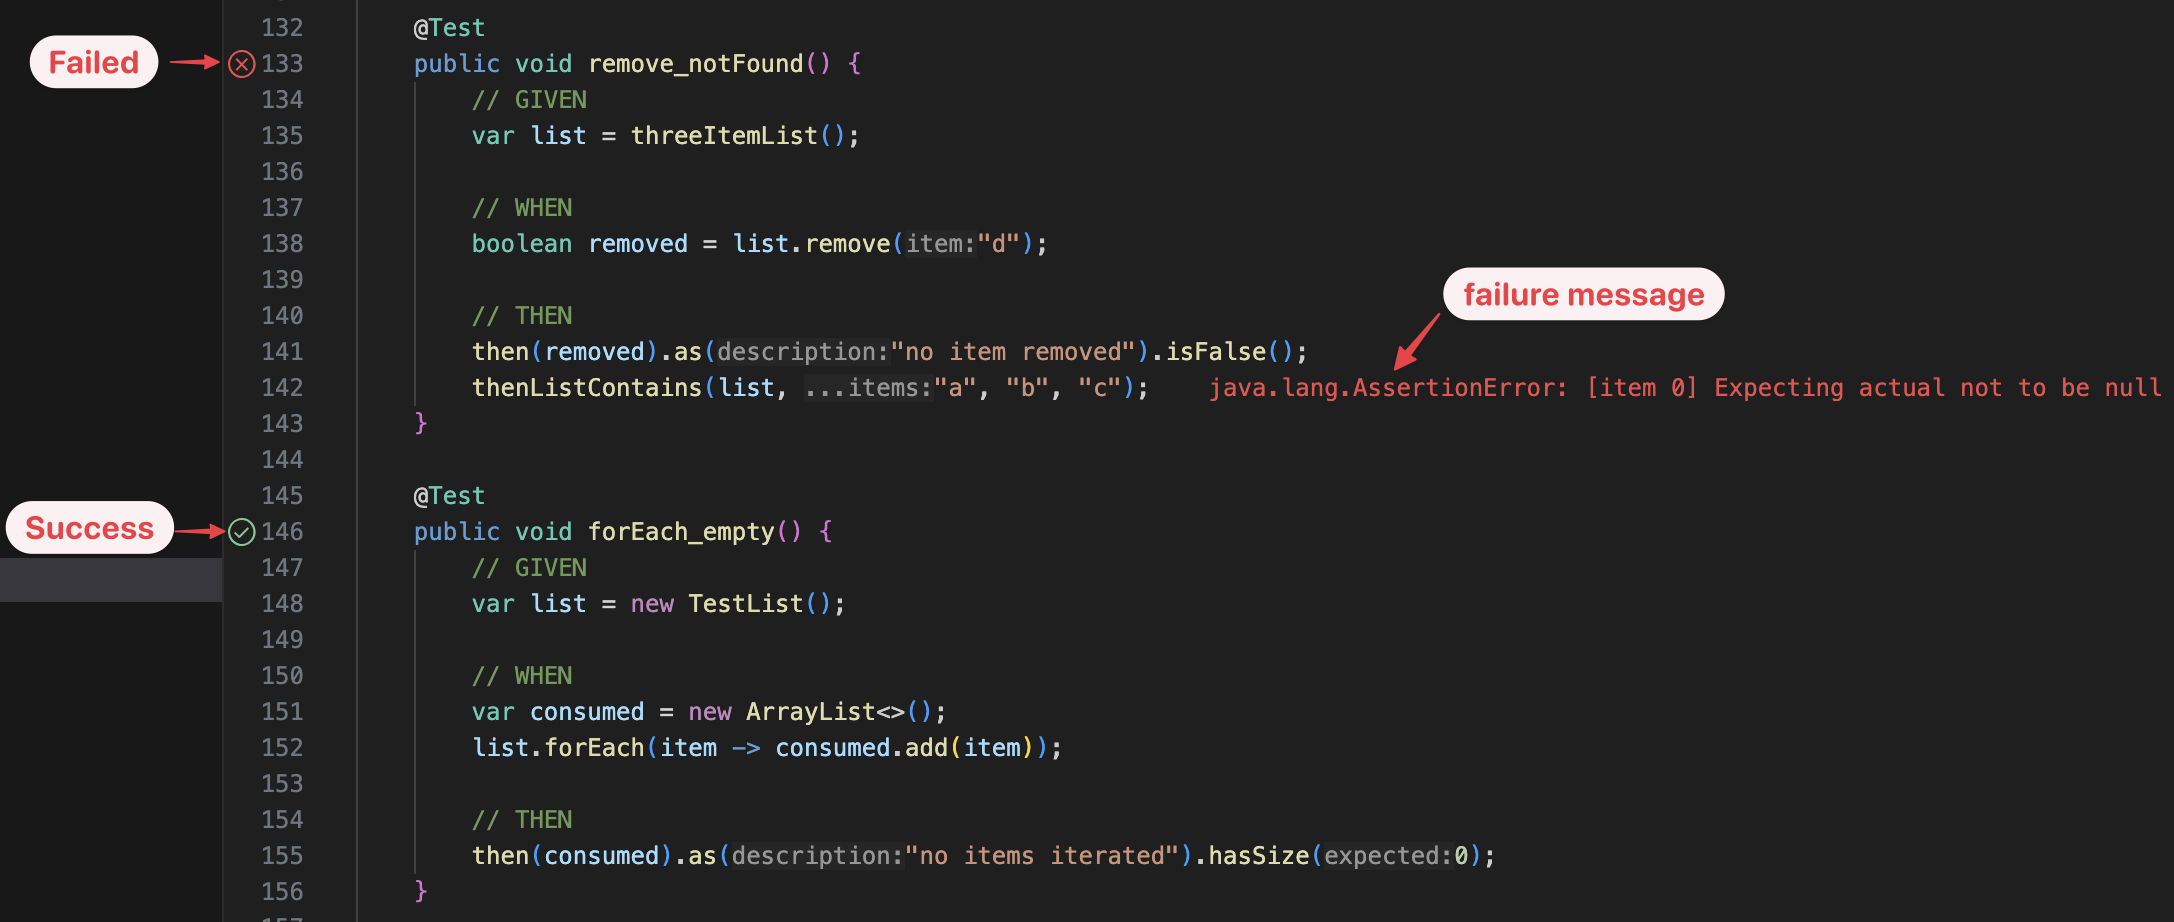 132 @Test
Failed
133 public void remove_notFound() {
134 // GIVEN
135 var list = threeItemList();
136
137 // WHEN
138 boolean removed = list.remove(item:"d");
139
failure message
140 // THEN
141 then(removed).as(description:"no item removed").isFalse();
142 thenListContains(list, ...items:"a", "b", "c"); java.lang.AssertionError: [item 0] Expecting actual not to be null
143 }
144
145 @Test
Success
146 public void forEach_empty() {
147 // GIVEN
148 var list = new TestList();
149
150 // WHEN
151 var consumed = new ArrayList<>();
152 list.forEach(item -> consumed.add(item));
153
154 // THEN
155 then(consumed).as(description:"no items iterated").hasSize(expected:0);
156 }